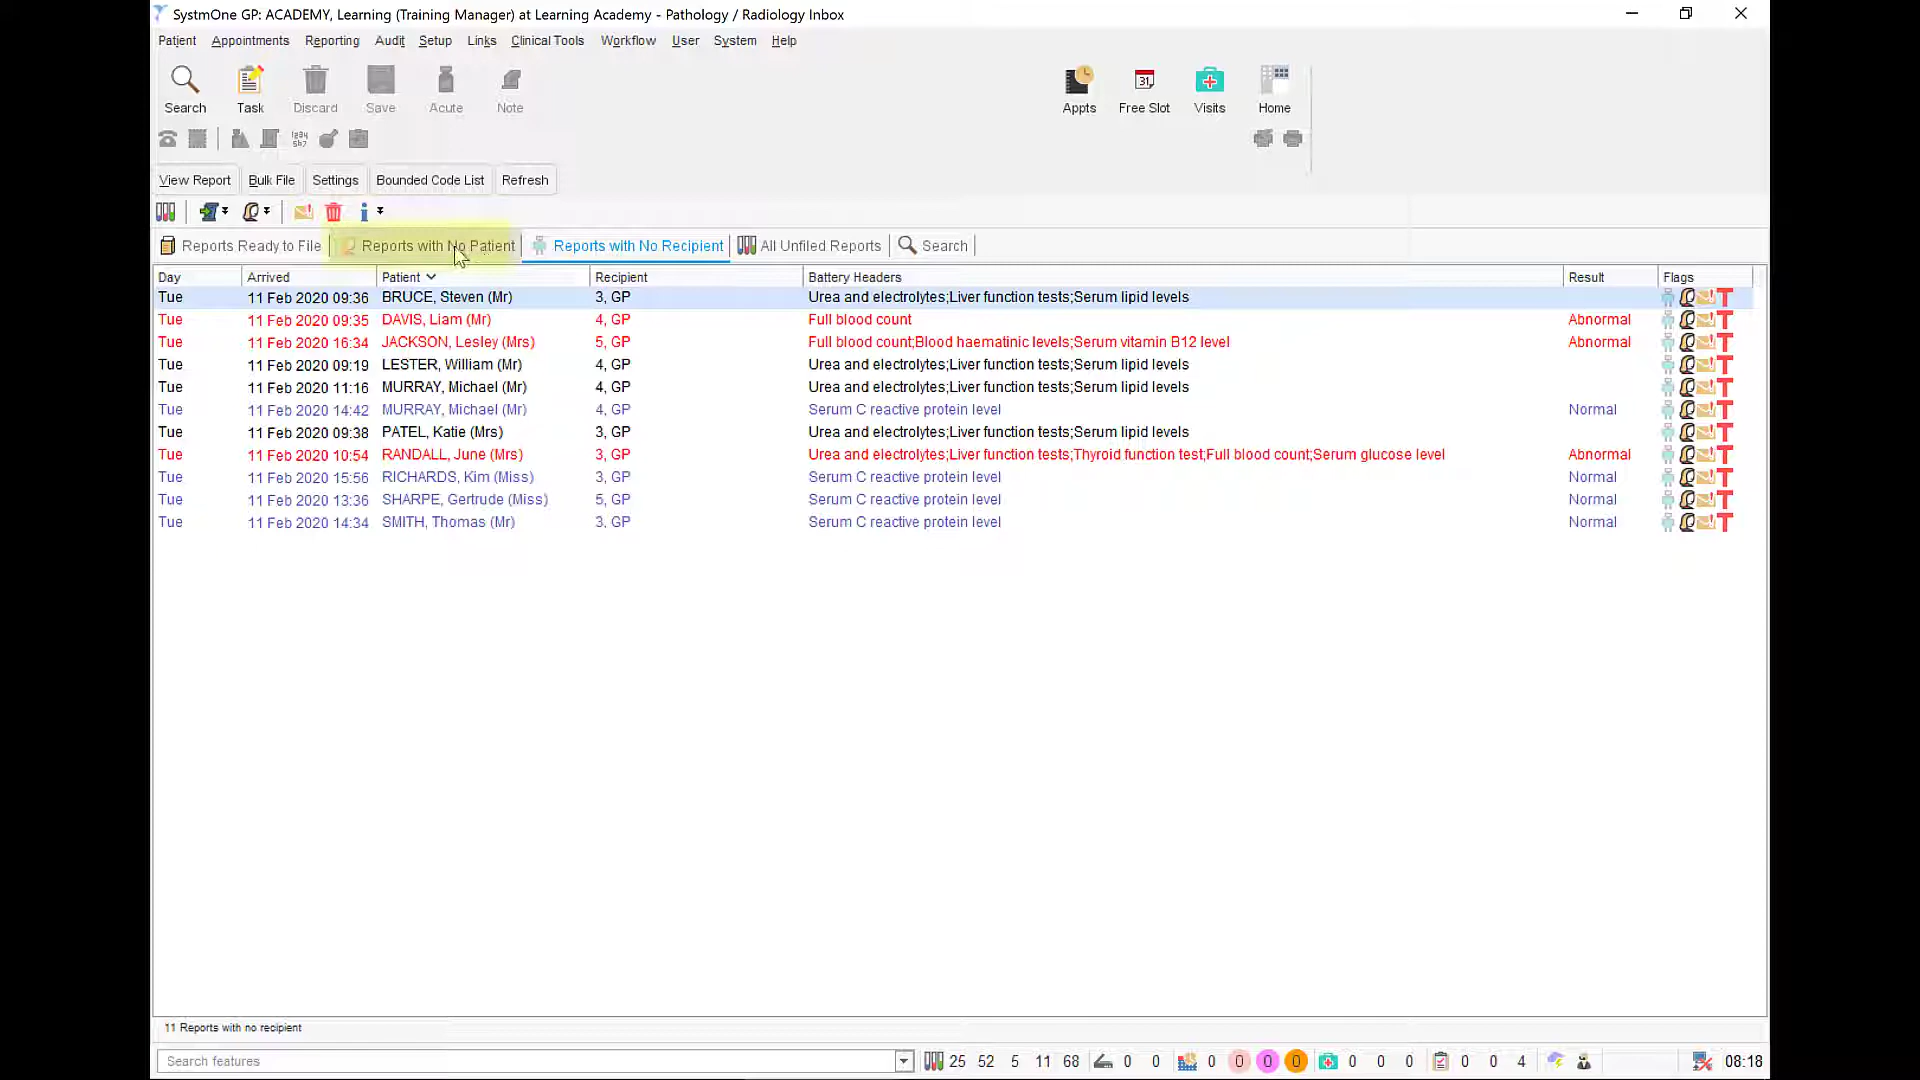 SystmOne GP: ACADEMY, Learning (Training Manager) at Learning Academy - Pathology / Radiology Inbox
Patient Appointments Reporting Audit Setup Links Clinical Tools Workflow User System Help
Search Task Discard Save Acute Note Appts Free Slot Visits Home
View Report Bulk File Settings Bounded Code List Refresh
Reports Ready to File Reports with No Patient Reports with No Recipient All Unfiled Reports Search
Day Arrived Patient Recipient Battery Headers Result Flags
Tue 11 Feb 2020 09:36 BRUCE, Steven (Mr) 3, GP Urea and electrolytes;Liver function tests;Serum lipid levels
Tue 11 Feb 2020 09:35 DAVIS, Liam (Mr) 4, GP Full blood count Abnormal
Tue 11 Feb 2020 16:34 JACKSON, Lesley (Mrs) 5, GP Full blood count;Blood haematinic levels;Serum vitamin B12 level Abnormal
Tue 11 Feb 2020 09:19 LESTER, William (Mr) 4, GP Urea and electrolytes;Liver function tests;Serum lipid levels
Tue 11 Feb 2020 11:16 MURRAY, Michael (Mr) 4, GP Urea and electrolytes;Liver function tests;Serum lipid levels
Tue 11 Feb 2020 14:42 MURRAY, Michael (Mr) 4, GP Serum C reactive protein level Normal
Tue 11 Feb 2020 09:38 PATEL, Katie (Mrs) 3, GP Urea and electrolytes;Liver function tests;Serum lipid levels
Tue 11 Feb 2020 10:54 RANDALL, June (Mrs) 3, GP Urea and electrolytes;Liver function tests;Thyroid function test;Full blood count;Serum glucose level Abnormal
Tue 11 Feb 2020 15:56 RICHARDS, Kim (Miss) 3, GP Serum C reactive protein level Normal
Tue 11 Feb 2020 13:36 SHARPE, Gertrude (Miss) 5, GP Serum C reactive protein level Normal
Tue 11 Feb 2020 14:34 SMITH, Thomas (Mr) 3, GP Serum C reactive protein level Normal
11 Reports with no recipient
Search features 25 52 5 11 68 0 0 0 0 0 0 0 0 0 0 0 4 08:18